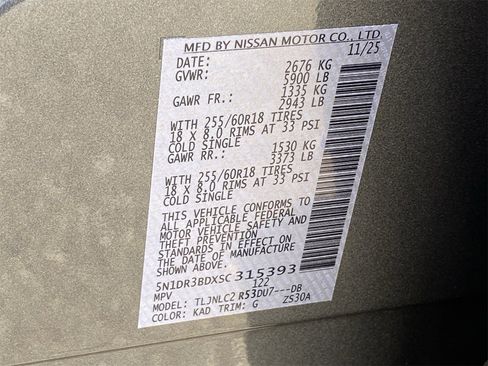 MFD BY NISSAN MOTOR CO., LTD.
DATE: 11/25
GVWR: 2676 KG
5900 LB
GAWR FR.: 1335 KG
2943 LB
WITH 255/60R18 TIRES
18 X 8.0 RIMS AT 33 PSI
COLD SINGLE
GAWR RR.: 1530 KG
3373 LB
WITH 255/60R18 TIRES
18 X 8.0 RIMS AT 33 PSI
COLD SINGLE
THIS VEHICLE CONFORMS TO
ALL APPLICABLE FEDERAL
MOTOR VEHICLE SAFETY AND
THEFT PREVENTION
STANDARDS IN EFFECT ON
THE DATE OF MANUFACTURE
SHOWN ABOVE.
5N1DR3BDXSC315393
MPV 122
MODEL: TLJNLC2 R53DU7---DB
COLOR: KAD TRIM: G ZS30A